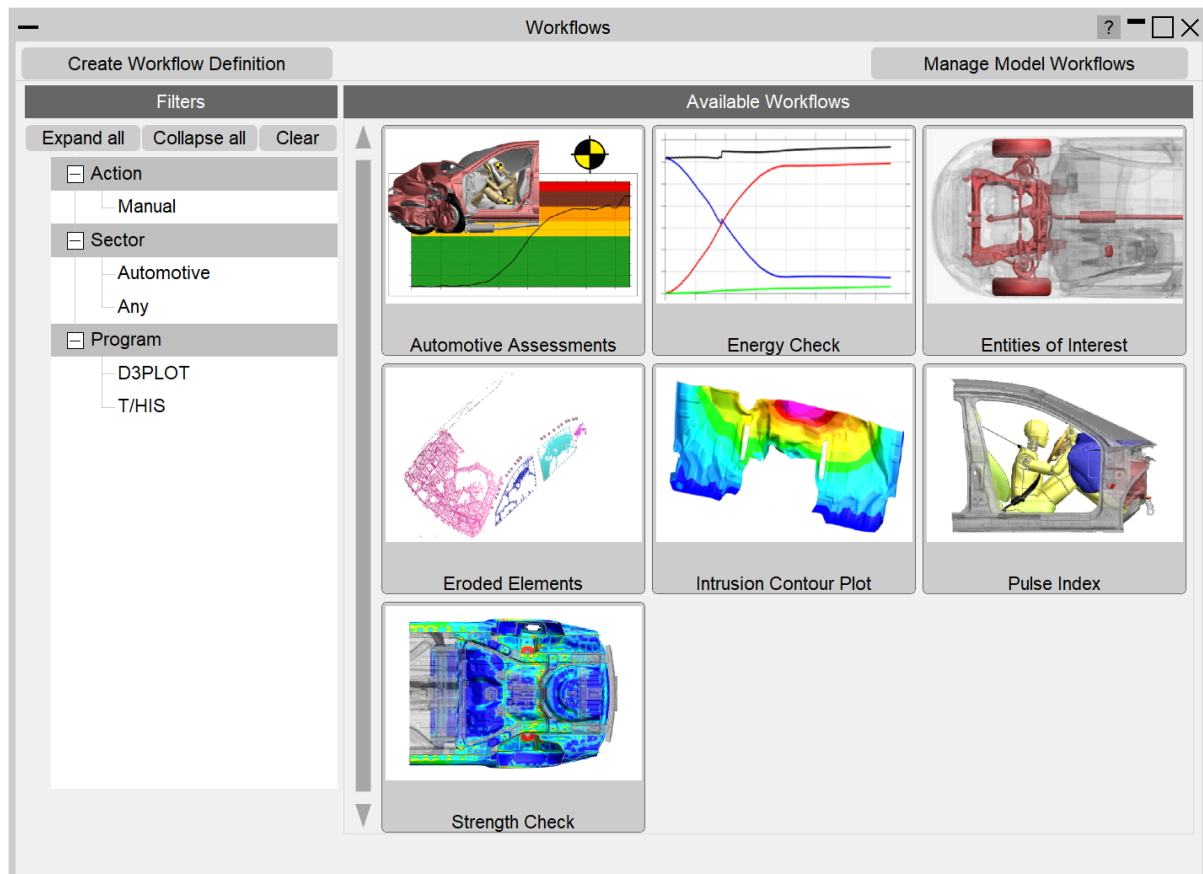 Workflows
?
Create Workflow Definition
Manage Model Workflows
Filters
Available Workflows
Expand all
Collapse all
Clear
Action
Manual
Sector
Automotive
Any
Program
D3PLOT
T/HIS
Automotive Assessments
Energy Check
Entities of Interest
Eroded Elements
Intrusion Contour Plot
Pulse Index
Strength Check